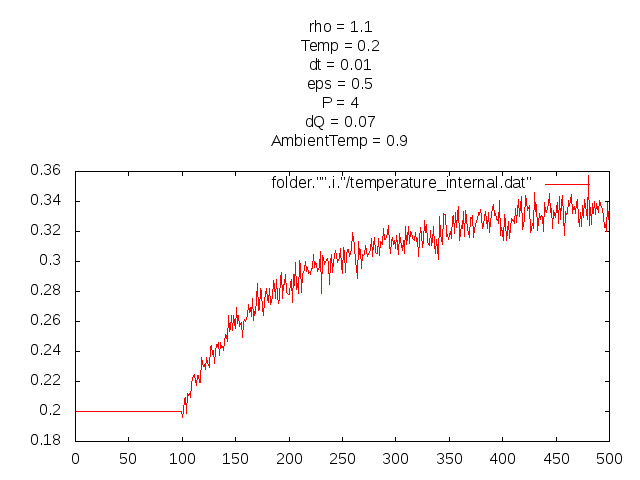 rho = 1.1
Temp = 0.2
dt = 0.01
eps = 0.5
P = 4
dQ = 0.07
AmbientTemp = 0.9
folder."".i."/temperature_internal.dat"
0.36
0.34
0.32
0.3
0.28
0.26
0.24
0.22
0.2
0.18
0 50 100 150 200 250 300 350 400 450 500